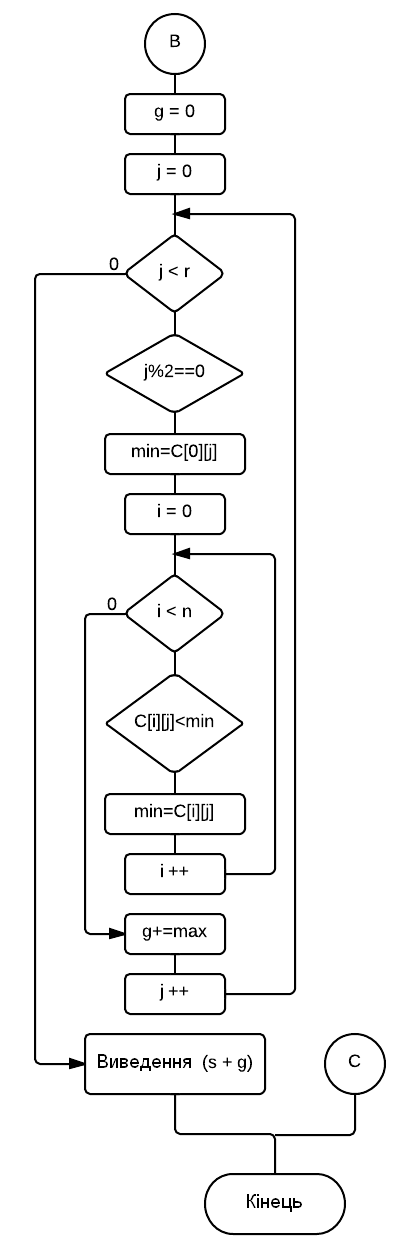 B
g = 0
j = 0
0
j < r
j%2==0
min=C[0][j]
i = 0
0
i < n
C[i][j]<min
min=C[i][j]
i ++
g+=max
j ++
Виведення (s + g)
C
Кінець